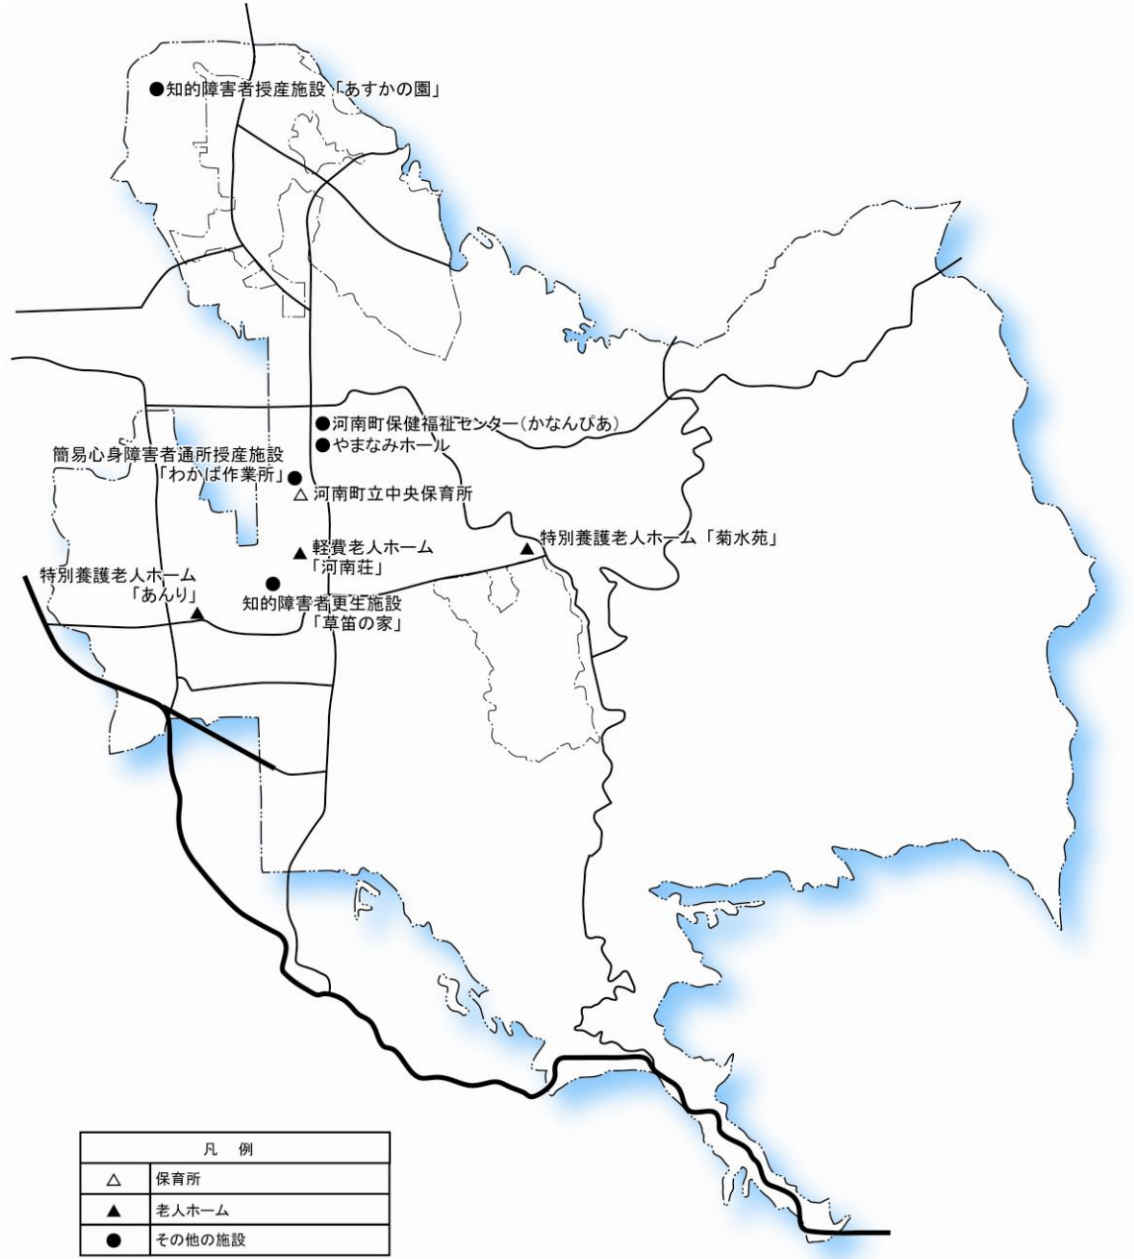 知的障害者授産施設「あすかの園」
河南町保健福祉センター(かなんぴあ)
やまなみホール
簡易心身障害者通所授産施設
「わかば作業所」
河南町立中央保育所
特別養護老人ホーム「菊水苑」
軽費老人ホーム
「河南荘」
特別養護老人ホーム
「あんり」
知的障害者更生施設
「草笛の家」
凡 例
保育所
老人ホーム
その他の施設